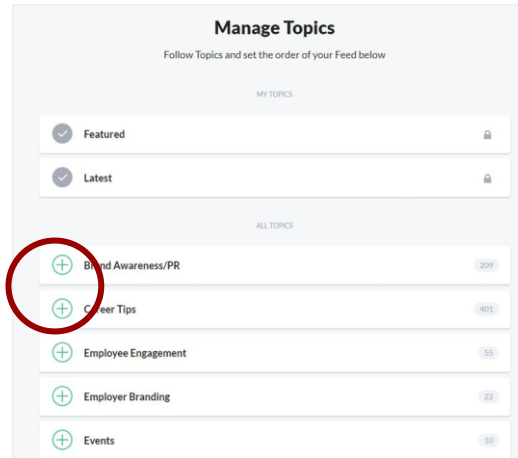 Manage Topics
Follow Topics and set the order of your Feed below
MY TOPICS
Featured
Latest
ALL TOPICS
Brand Awareness/PR 209
Career Tips 401
Employee Engagement 55
Employer Branding 22
Events 10